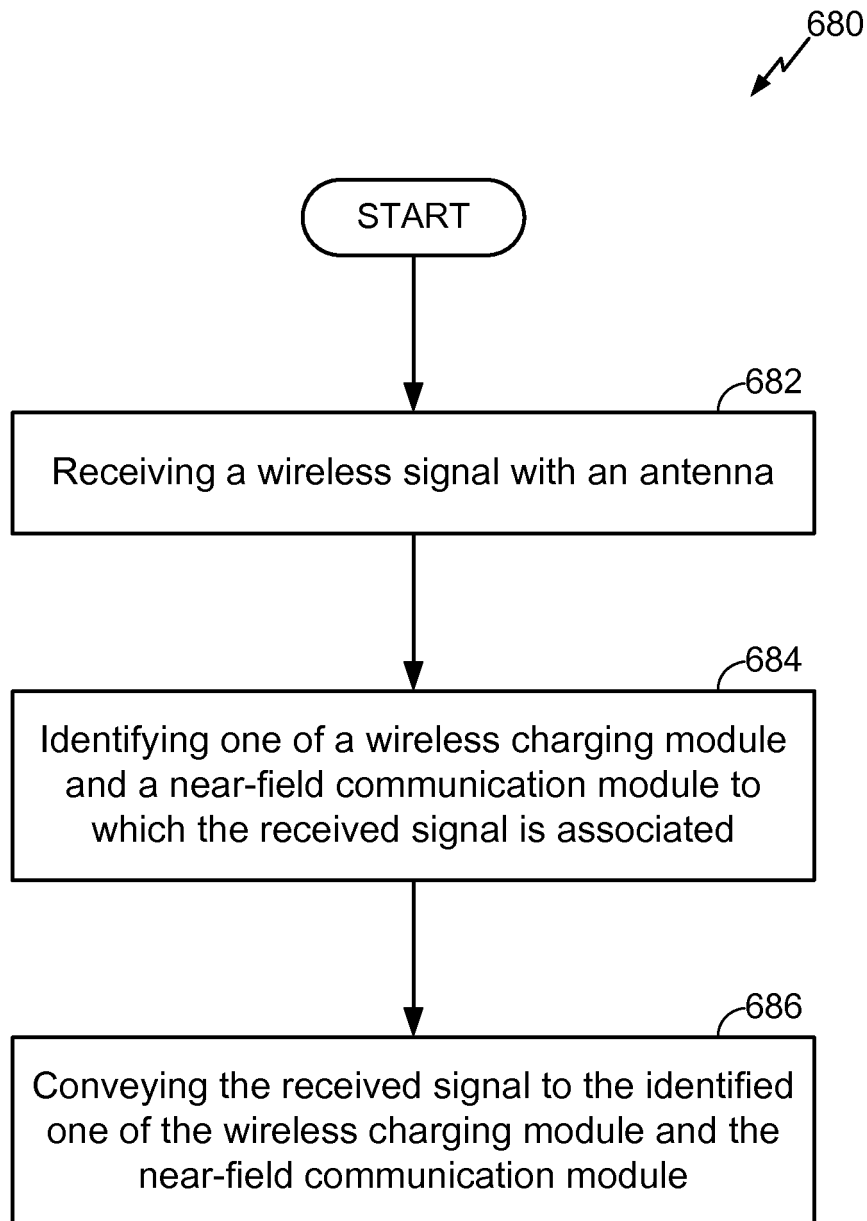 680
START
682
Receiving a wireless signal with an antenna
684
Identifying one of a wireless charging module
and a near-field communication module to
which the received signal is associated
686
Conveying the received signal to the identified
one of the wireless charging module and the
near-field communication module